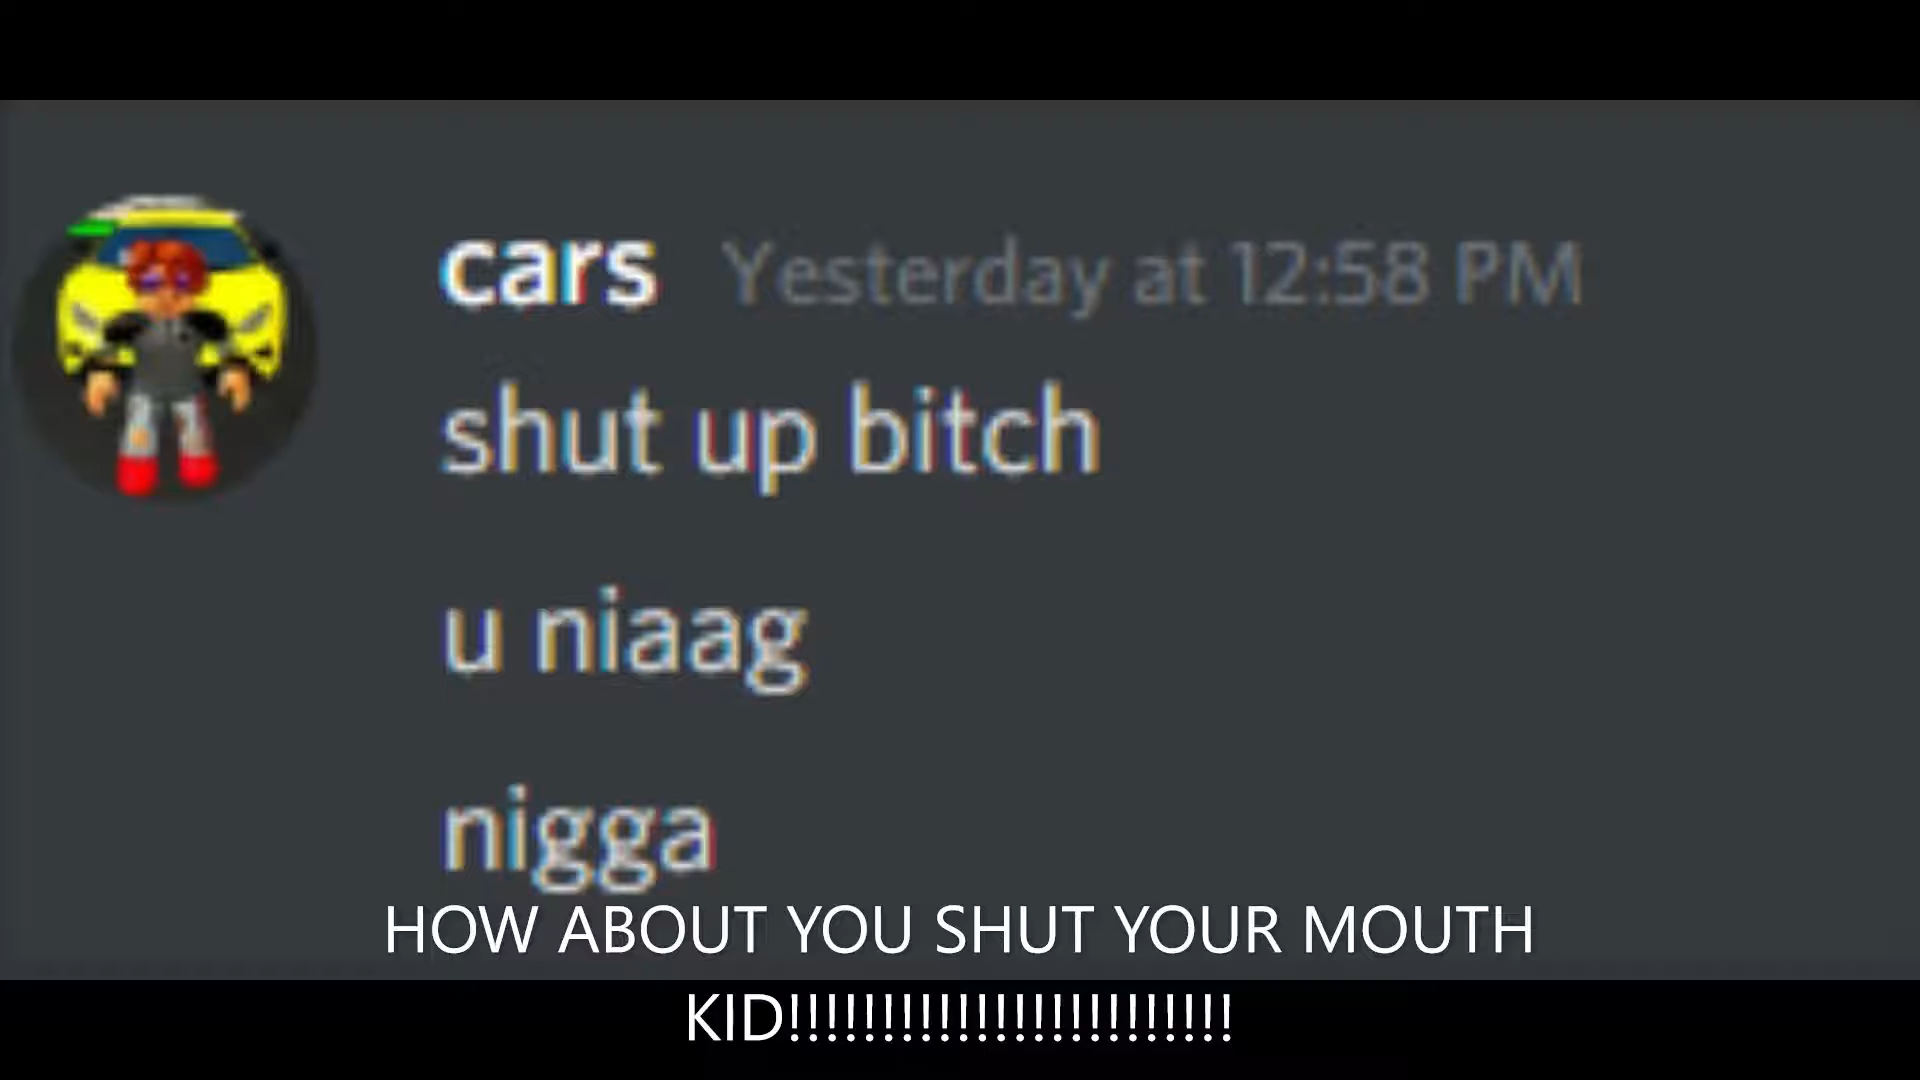 cars Yesterday at 12:58 PM
shut up bitch
u niaag
nigga
HOW ABOUT YOU SHUT YOUR MOUTH
KID!!!!!!!!!!!!!!!!!!!!!!!!